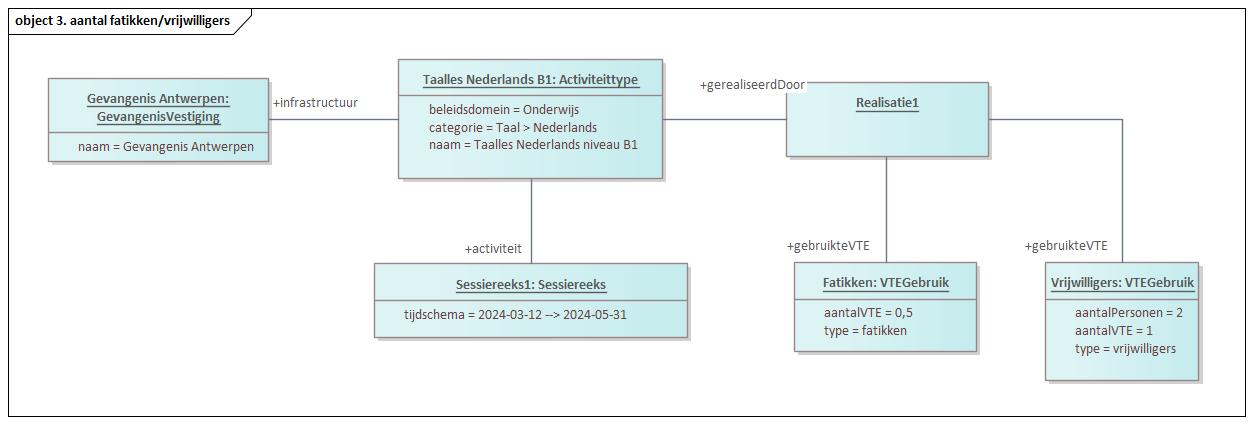 object 3. aantal fatikken/vrijwilligers
Gevangenis Antwerpen:
GevangenisVestiging
naam = Gevangenis Antwerpen
+infrastructuur
Taalles Nederlands B1: Activiteittype
beleidsdomein = Onderwijs
categorie = Taal > Nederlands
naam = Taalles Nederlands niveau B1
+gerealiseerdDoor
Realisatie1
+activiteit
Sessiereeks1: Sessiereeks
tijdschema = 2024-03-12 --> 2024-05-31
+gebruikteVTE
Fatikken: VTEGebruik
aantalVTE = 0,5
type = fatikken
+gebruikteVTE
Vrijwilligers: VTEGebruik
aantalPersonen = 2
aantalVTE = 1
type = vrijwilligers